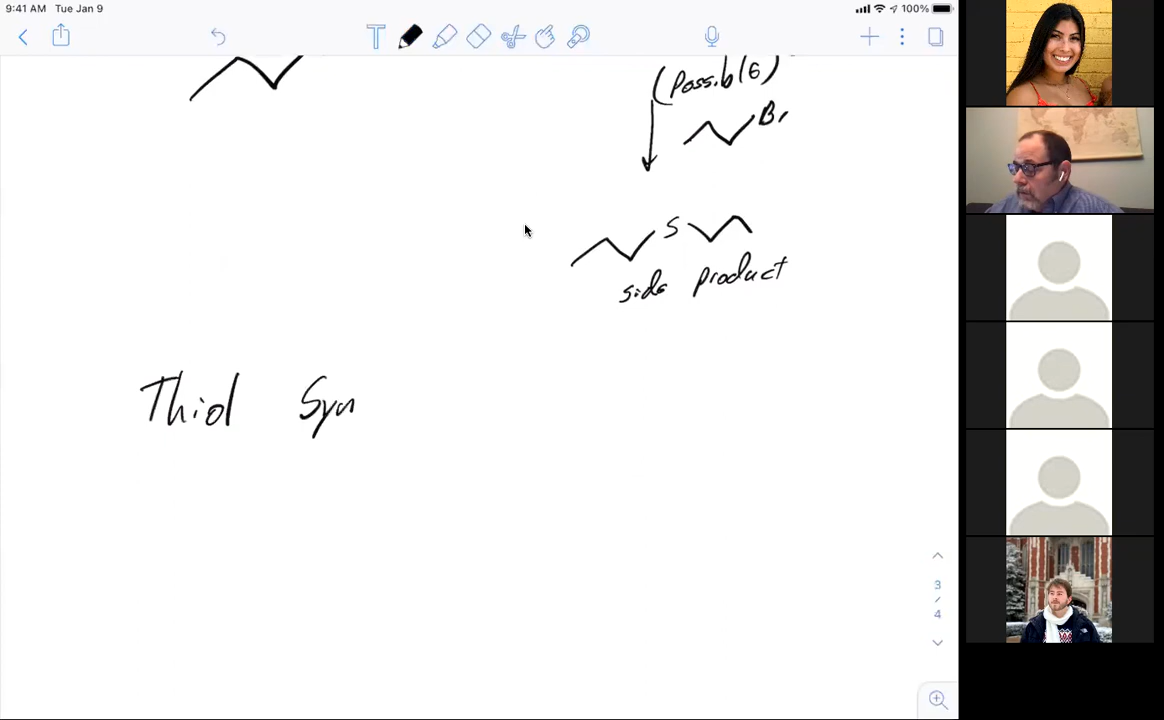 9:41 AM Tue Jan 9
100%
T
(Possible)
Br
S
side product
Thiol Syn
3
/
4